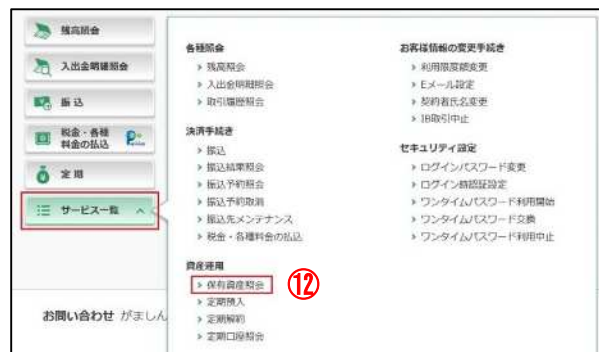 残高照会
入出金明細照会
振込
税金・各種
料金の払込
定期
サービス一覧
お問い合わせ がましん
各種照会
残高照会
入出金明細照会
取引履歴照会
決済手続き
振込
振込結果照会
振込予約照会
振込予約取消
振込先メンテナンス
税金・各種料金の払込
資産運用
保有資産照会
⑫
定期預入
定期解約
定期口座照会
お客様情報の変更手続き
利用限度額変更
Eメール設定
契約者氏名変更
IB取引中止
セキュリティ設定
ログインパスワード変更
ログイン時認証設定
ワンタイムパスワード利用開始
ワンタイムパスワード交換
ワンタイムパスワード利用中止